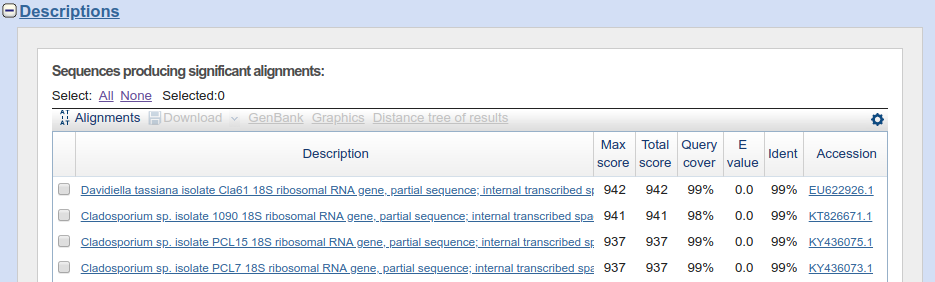 Descriptions
Sequences producing significant alignments:
Select: All None Selected:0
Alignments Download GenBank Graphics Distance tree of results
Description Max score Total score Query cover E value Ident Accession
Davidiella tassiana isolate Cla61 18S ribosomal RNA gene, partial sequence; internal transcribed sp 942 942 99% 0.0 99% EU622926.1
Cladosporium sp. isolate 1090 18S ribosomal RNA gene, partial sequence; internal transcribed spa 941 941 98% 0.0 99% KT826671.1
Cladosporium sp. isolate PCL15 18S ribosomal RNA gene, partial sequence; internal transcribed s 937 937 99% 0.0 99% KY436075.1
Cladosporium sp. isolate PCL7 18S ribosomal RNA gene, partial sequence; internal transcribed spa 937 937 99% 0.0 99% KY436073.1